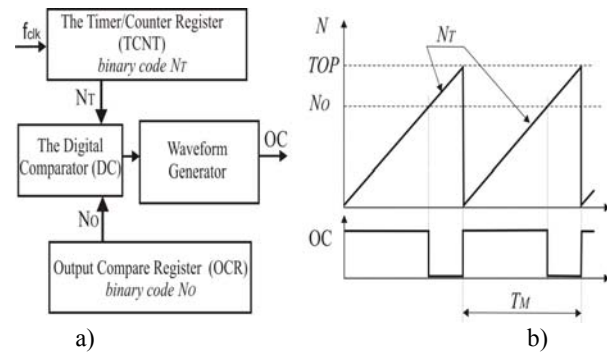 a)
f_clk
The Timer/Counter Register
(TCNT)
binary code N_T
N_T
The Digital
Comparator (DC)
Waveform
Generator
OC
N_O
Output Compare Register (OCR)
binary code N_O
a)
b)
N
N_T
TOP
N_O
OC
T_M
b)